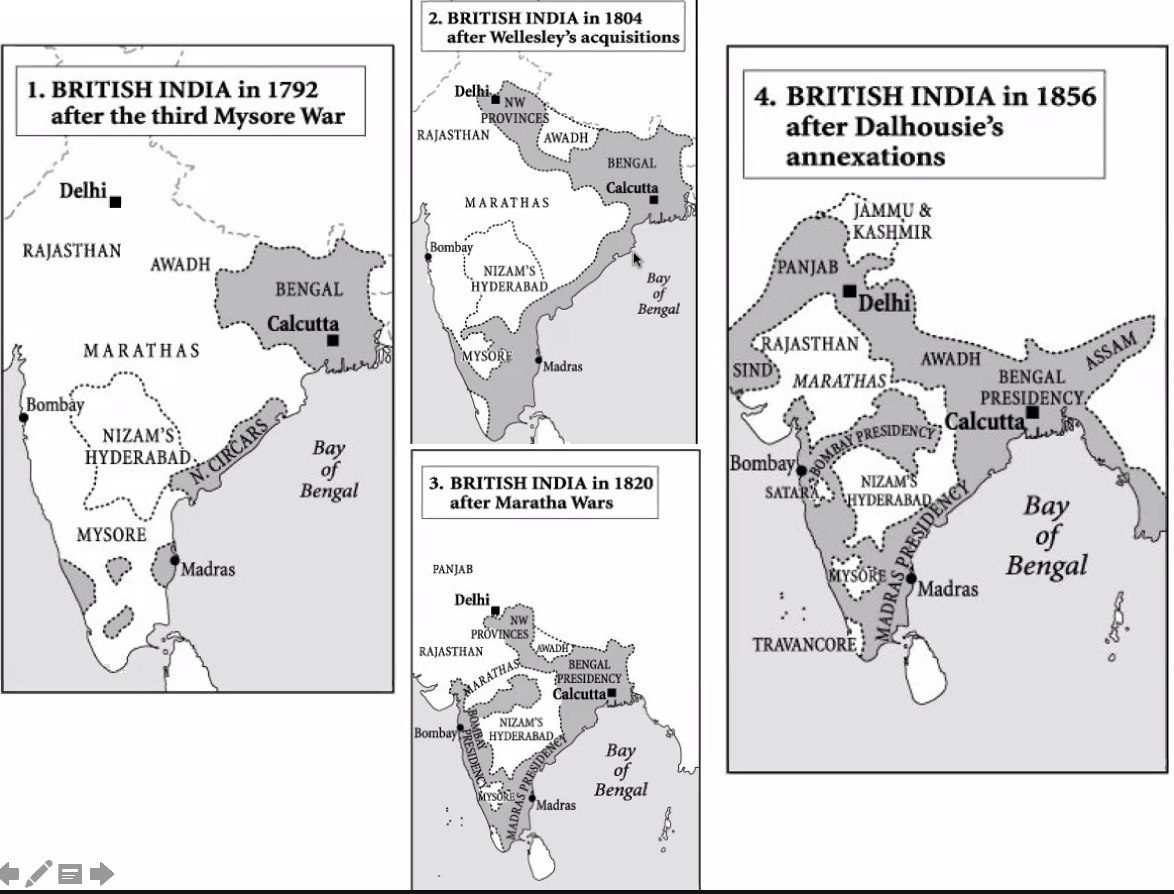 1. BRITISH INDIA in 1792
after the third Mysore War
Delhi
RAJASTHAN
AWADH
BENGAL
Calcutta
MARATHAS
Bombay
NIZAM'S
HYDERABAD
N. CIRCARS
Bay
of
Bengal
MYSORE
Madras
2. BRITISH INDIA in 1804
after Wellesley's acquisitions
Delhi
NW
PROVINCES
RAJASTHAN
AWADH
BENGAL
Calcutta
MARATHAS
Bombay
NIZAM'S
HYDERABAD
Bay
of
Bengal
MYSORE
Madras
3. BRITISH INDIA in 1820
after Maratha Wars
PANJAB
Delhi
NW
PROVINCES
RAJASTHAN
AWADH
MARATHAS
BENGAL
PRESIDENCY
Calcutta
BOMBAY PRESIDENCY
NIZAM'S
HYDERABAD
Bombay
MADRAS PRESIDENCY
Bay
of
Bengal
MYSORE
Madras
4. BRITISH INDIA in 1856
after Dalhousie's
annexations
JAMMU &
KASHMIR
PANJAB
Delhi
RAJASTHAN
SIND
AWADH
ASSAM
MARATHAS
BENGAL
PRESIDENCY
Calcutta
BOMBAY PRESIDENCY
Bombay
SATARA
NIZAM'S
HYDERABAD
MADRAS PRESIDENCY
Bay
of
Bengal
MYSORE
Madras
TRAVANCORE